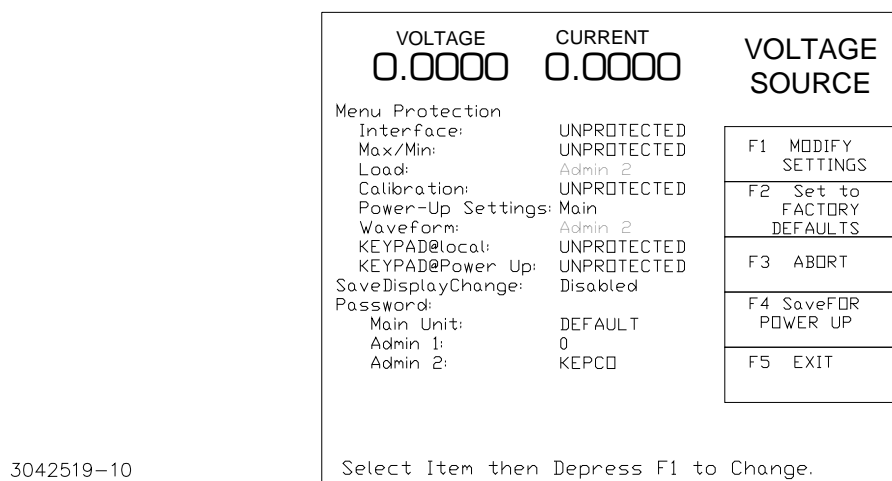 VOLTAGE CURRENT
0.0000 0.0000
VOLTAGE
SOURCE
Menu Protection
Interface: UNPROTECTED
Max/Min: UNPROTECTED
Load: Admin 2
Calibration: UNPROTECTED
Power-Up Settings: Main
Waveform: Admin 2
KEYPAD@local: UNPROTECTED
KEYPAD@Power Up: UNPROTECTED
SaveDisplayChange: Disabled
Password:
Main Unit: DEFAULT
Admin 1: 0
Admin 2: KEPCO
F1 MODIFY
SETTINGS
F2 Set to
FACTORY
DEFAULTS
F3 ABORT
F4 SaveFOR
POWER UP
F5 EXIT
Select Item then Depress F1 to Change.
3042519-10